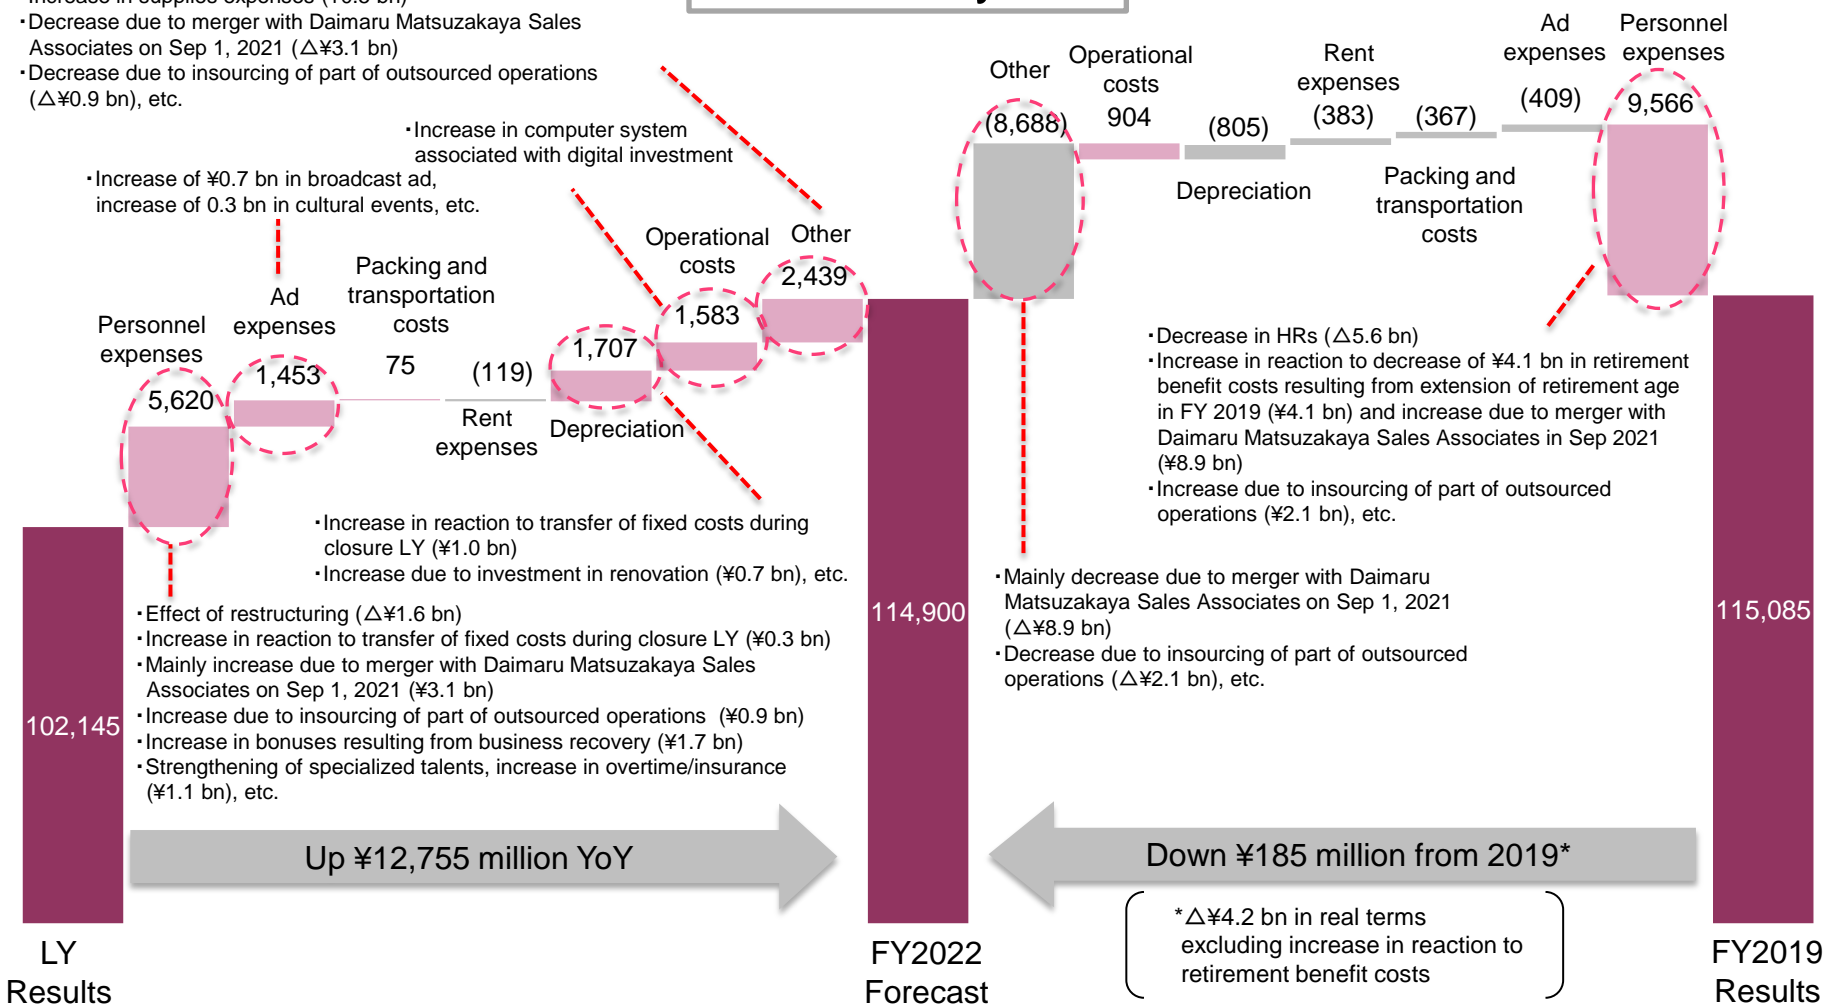 ・Decrease due to merger with Daimaru Matsuzakaya Sales
Associates on Sep 1, 2021 (△¥3.1 bn)
・Decrease due to insourcing of part of outsourced operations
(△¥0.9 bn), etc.
・Increase in computer system
associated with digital investment
・Increase of ¥0.7 bn in broadcast ad,
increase of 0.3 bn in cultural events, etc.
Personnel
expenses
5,620
Ad
expenses
1,453
Packing and
transportation
costs
75
(119)
Rent
expenses
1,707
Depreciation
Operational
costs
1,583
Other
2,439
Other
(8,688)
Operational
costs
904
(805)
Depreciation
Rent
expenses
(383)
(367)
Packing and
transportation
costs
Ad
expenses
(409)
Personnel
expenses
9,566
・Decrease in HRs (△5.6 bn)
・Increase in reaction to decrease of ¥4.1 bn in retirement
benefit costs resulting from extension of retirement age
in FY 2019 (¥4.1 bn) and increase due to merger with
Daimaru Matsuzakaya Sales Associates in Sep 2021
(¥8.9 bn)
・Increase due to insourcing of part of outsourced
operations (¥2.1 bn), etc.
・Increase in reaction to transfer of fixed costs during
closure LY (¥1.0 bn)
・Increase due to investment in renovation (¥0.7 bn), etc.
・Effect of restructuring (△¥1.6 bn)
・Increase in reaction to transfer of fixed costs during closure LY (¥0.3 bn)
・Mainly increase due to merger with Daimaru Matsuzakaya Sales
Associates on Sep 1, 2021 (¥3.1 bn)
・Increase due to insourcing of part of outsourced operations (¥0.9 bn)
・Increase in bonuses resulting from business recovery (¥1.7 bn)
・Strengthening of specialized talents, increase in overtime/insurance
(¥1.1 bn), etc.
・Mainly decrease due to merger with Daimaru
Matsuzakaya Sales Associates on Sep 1, 2021
(△¥8.9 bn)
・Decrease due to insourcing of part of outsourced
operations (△¥2.1 bn), etc.
102,145
114,900
115,085
Up ¥12,755 million YoY
Down ¥185 million from 2019*
*△¥4.2 bn in real terms
excluding increase in reaction to
retirement benefit costs
LY
Results
FY2022
Forecast
FY2019
Results